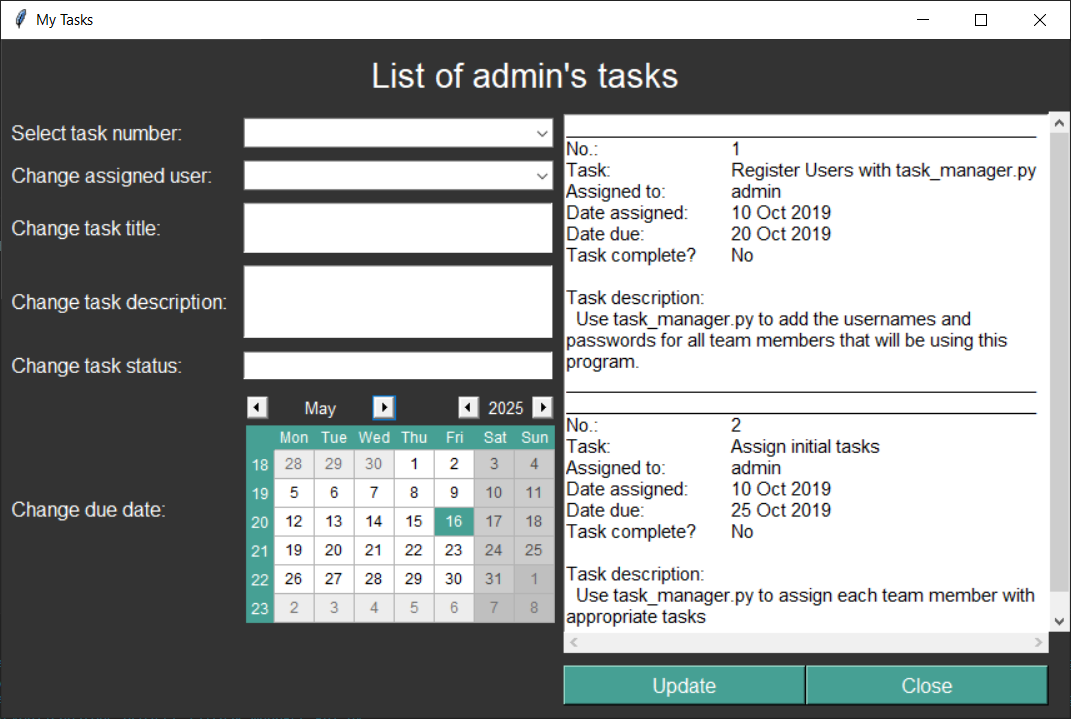 My Tasks
List of admin's tasks
Select task number:
Change assigned user:
Change task title:
Change task description:
Change task status:
Change due date:
May 2025
Mon Tue Wed Thu Fri Sat Sun
18 28 29 30 1 2 3 4
19 5 6 7 8 9 10 11
20 12 13 14 15 16 17 18
21 19 20 21 22 23 24 25
22 26 27 28 29 30 31 1
23 2 3 4 5 6 7 8
No.: 1
Task: Register Users with task_manager.py
Assigned to: admin
Date assigned: 10 Oct 2019
Date due: 20 Oct 2019
Task complete? No
Task description:
Use task_manager.py to add the usernames and
passwords for all team members that will be using this
program.
No.: 2
Task: Assign initial tasks
Assigned to: admin
Date assigned: 10 Oct 2019
Date due: 25 Oct 2019
Task complete? No
Task description:
Use task_manager.py to assign each team member with
appropriate tasks
Update Close